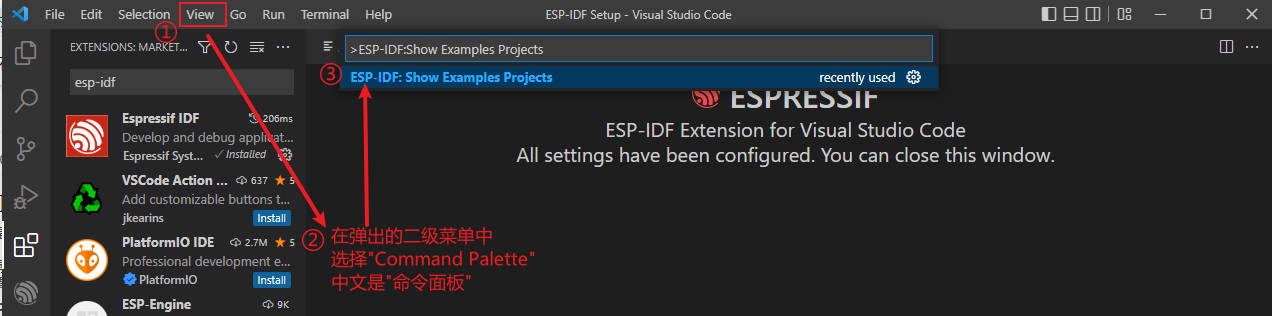 File Edit Selection View Go Run Terminal Help
ESP-IDF Setup - Visual Studio Code
①
EXTENSIONS: MARKET...
>ESP-IDF:Show Examples Projects
③
ESP-IDF: Show Examples Projects
recently used
esp-idf
Espressif IDF
206ms
Develop and debug applicat...
Espressif Syst...
Installed
VSCode Action ...
637
5
Add customizable buttons t...
jkearins
Install
PlatformIO IDE
2.7M
5
Professional development e...
PlatformIO
Install
ESP-Engine
9K
ESPRESSIF
ESP-IDF Extension for Visual Studio Code
All settings have been configured. You can close this window.
②
在弹出的二级菜单中
选择"Command Palette"
中文是"命令面板"